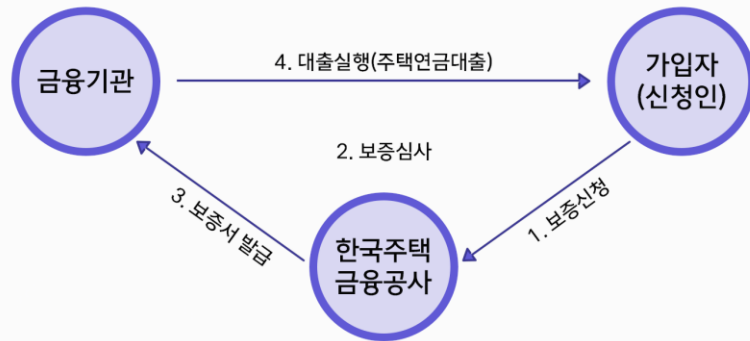 금융기관
4. 대출실행(주택연금대출)
가입자
(신청인)
2. 보증심사
3. 보증서 발급
1. 보증신청
한국주택
금융공사